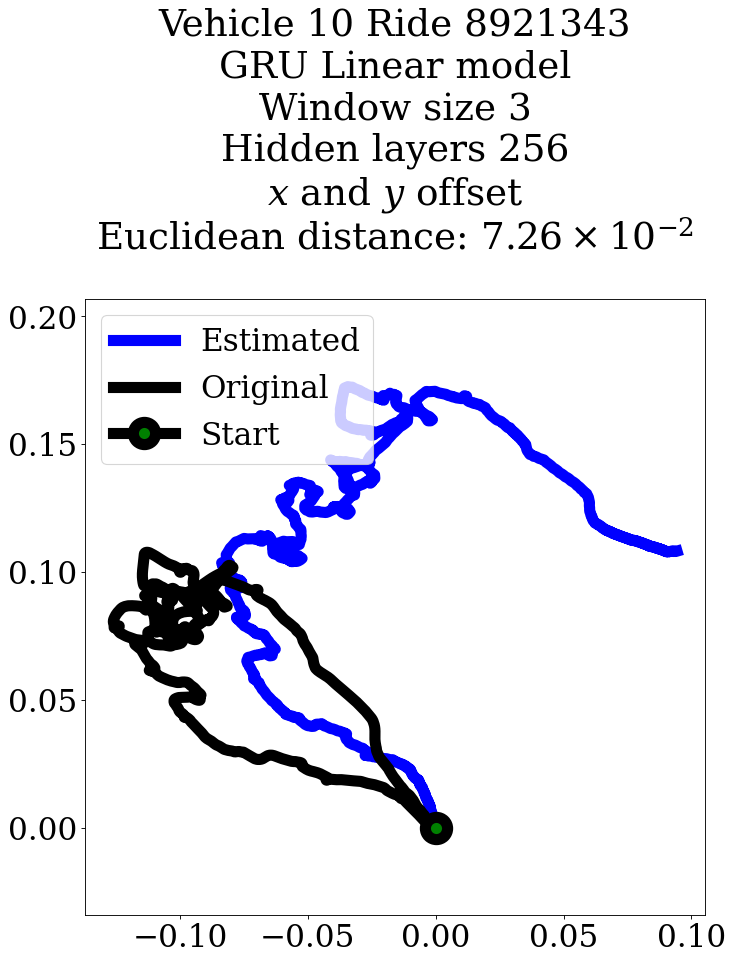 Vehicle 10 Ride 8921343
GRU Linear model
Window size 3
Hidden layers 256
x and y offset
Euclidean distance: 7.26 × 10⁻²
Estimated
Original
Start
0.20
0.15
0.10
0.05
0.00
−0.10 −0.05 0.00 0.05 0.10